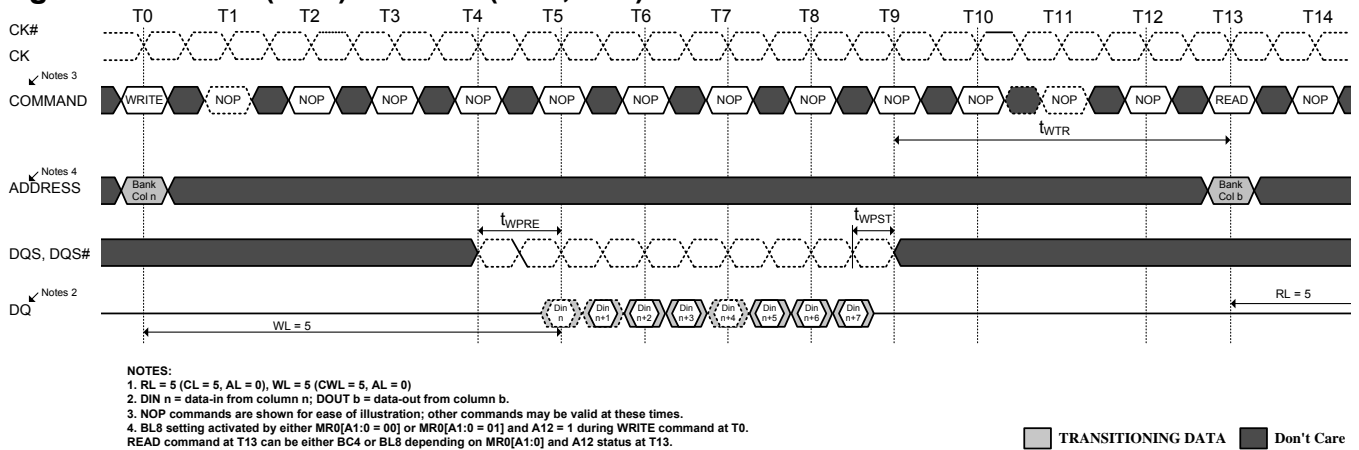 T0 T1 T2 T3 T4 T5 T6 T7 T8 T9 T10 T11 T12 T13 T14
CK#
CK
Notes 3
COMMAND WRITE NOP NOP NOP NOP NOP NOP NOP NOP NOP NOP NOP NOP READ NOP
tWTR
Notes 4
ADDRESS Bank Col n Bank Col b
tWPRE tWPST
DQS, DQS#
Notes 2
DQ Din n Din n+1 Din n+2 Din n+3 Din n+4 Din n+5 Din n+6 Din n+7
RL = 5
WL = 5
NOTES:
1. RL = 5 (CL = 5, AL = 0), WL = 5 (CWL = 5, AL = 0)
2. DIN n = data-in from column n; DOUT b = data-out from column b.
3. NOP commands are shown for ease of illustration; other commands may be valid at these times.
4. BL8 setting activated by either MR0[A1:0 = 00] or MR0[A1:0 = 01] and A12 = 1 during WRITE command at T0.
READ command at T13 can be either BC4 or BL8 depending on MR0[A1:0] and A12 status at T13.
TRANSITIONING DATA Don't Care